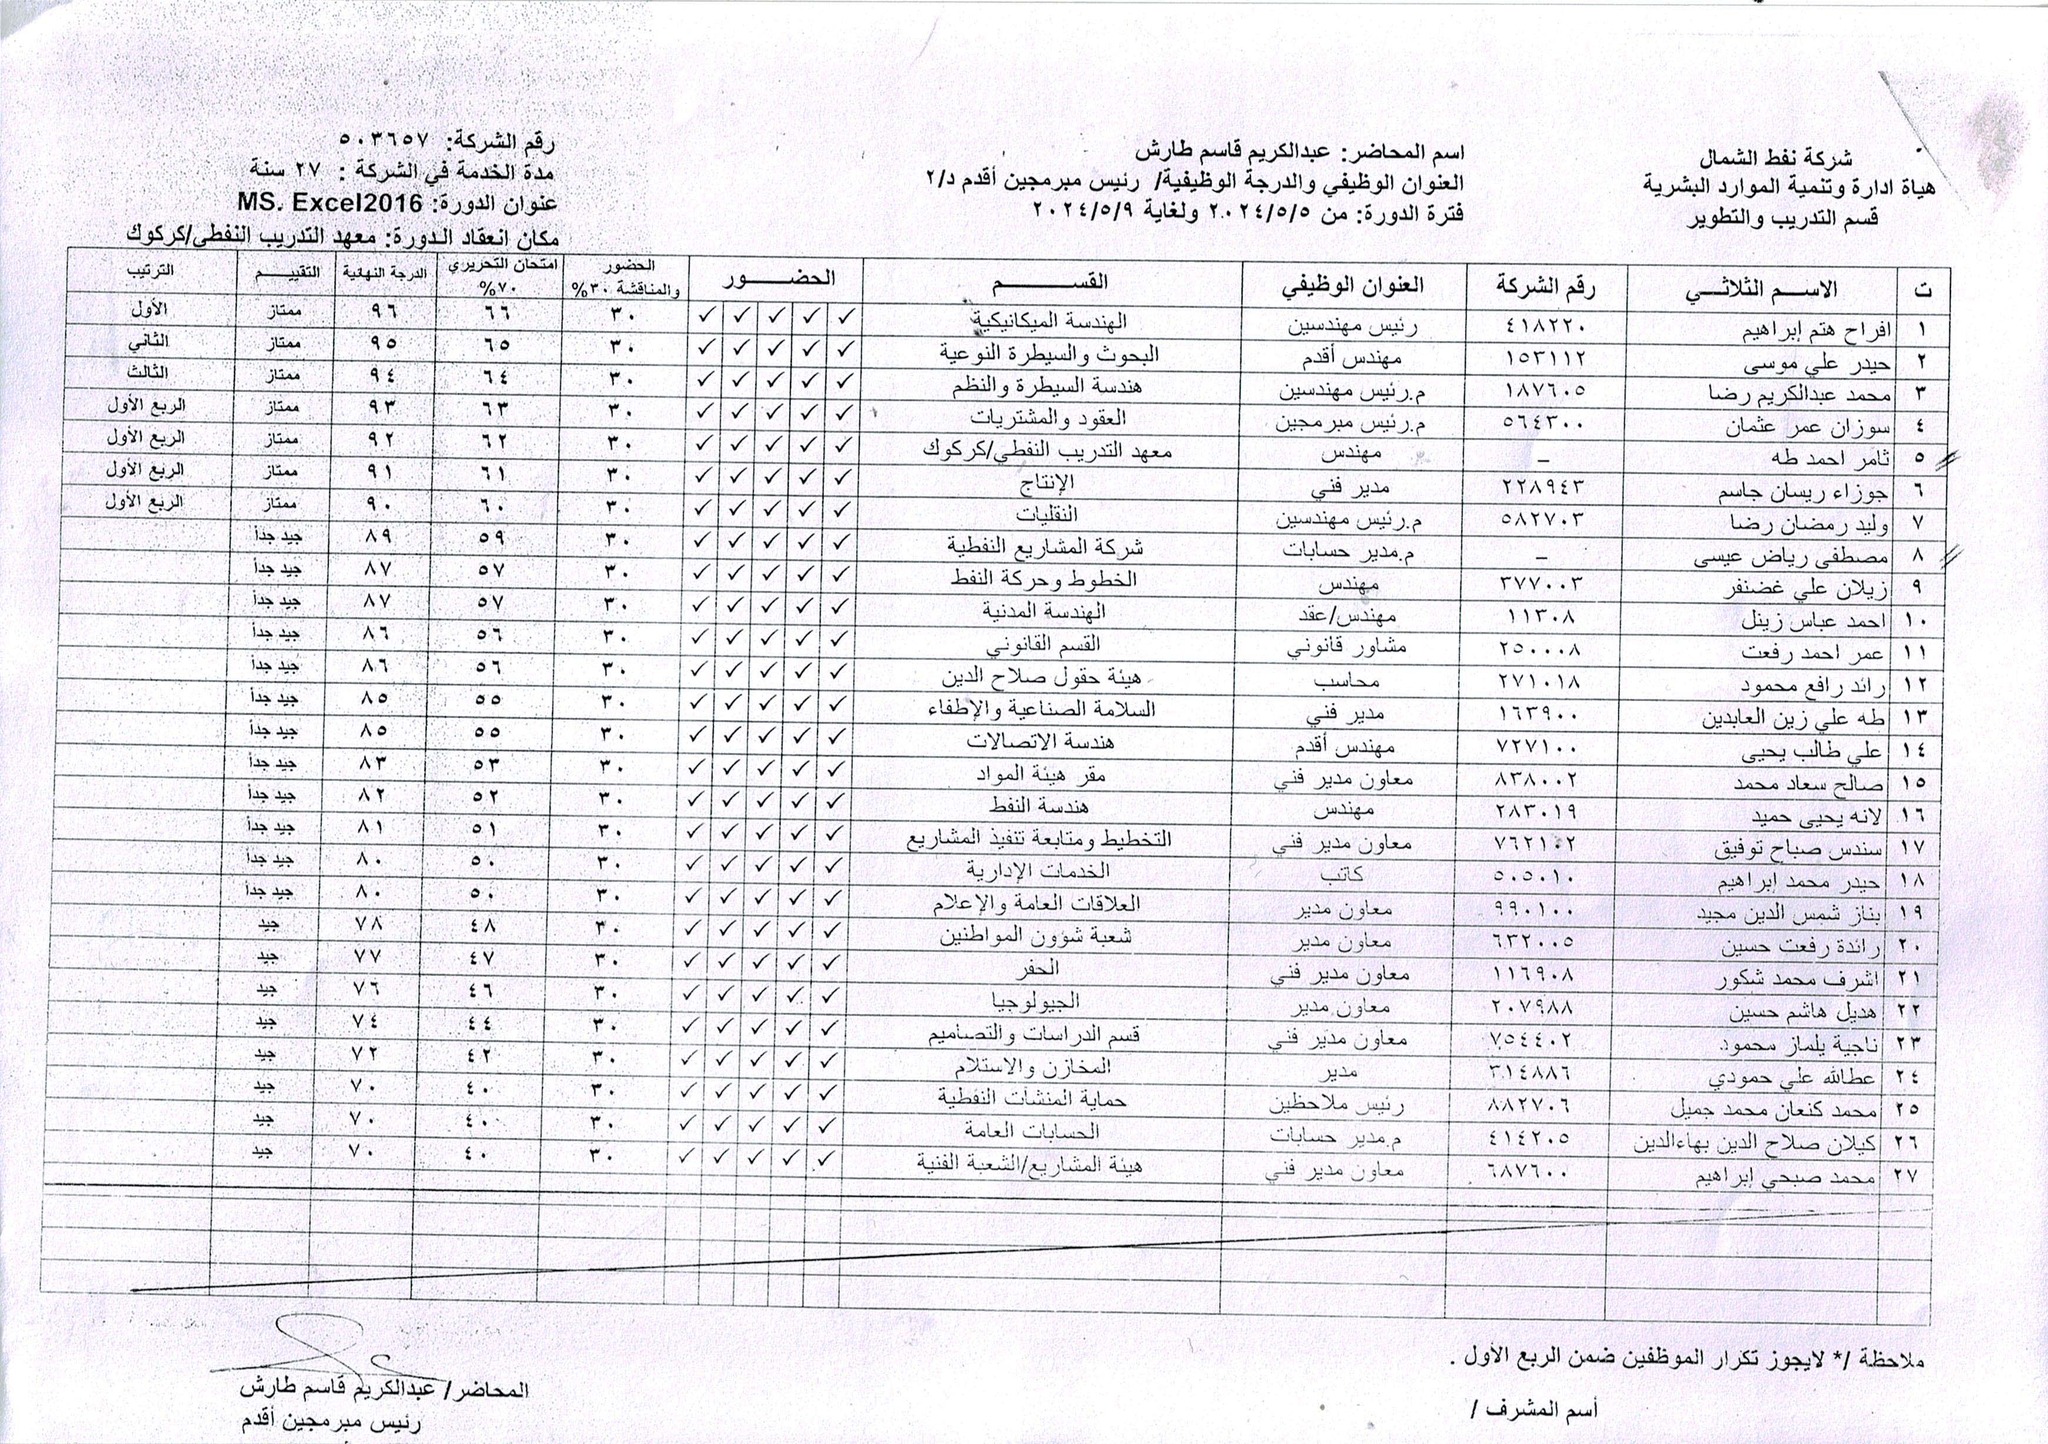 شركة نفط الشمال
هيأة ادارة وتنمية الموارد البشرية
قسم التدريب والتطوير
اسم المحاضر: عبدالكريم قاسم طارش
العنوان الوظيفي والدرجة الوظيفية/ رئيس مبرمجين أقدم د/٢
فترة الدورة: من ٢٠٢٤/٥/٥ ولغاية ٢٠٢٤/٥/٩
رقم الشركة: ٥٠٣٦٥٧
مدة الخدمة في الشركة : ٢٧ سنة
عنوان الدورة: MS. Excel2016
مكان انعقاد الدورة: معهد التدريب النفطي/كركوك
ت الاسم الثلاثي رقم الشركة العنوان الوظيفي القسم الحضور الحضور والمناقشة ٣٠% امتحان التحريري ٧٠% الدرجة النهائية التقييم الترتيب
١ افراح هتم إبراهيم ٤١٨٢٢٠ رئيس مهندسين الهندسة الميكانيكية ✓ ✓ ✓ ✓ ✓ ٣٠ ٦٦ ٩٦ ممتاز الأول
٢ حيدر علي موسى ١٥٣١١٢ مهندس أقدم البحوث والسيطرة النوعية ✓ ✓ ✓ ✓ ✓ ٣٠ ٦٥ ٩٥ ممتاز الثاني
٣ محمد عبدالكريم رضا ١٨٧٦٠٥ م.رئيس مهندسين هندسة السيطرة والنظم ✓ ✓ ✓ ✓ ✓ ٣٠ ٦٤ ٩٤ ممتاز الثالث
٤ سوزان عمر عثمان ٥٦٤٣٠٠ م.رئيس مبرمجين العقود والمشتريات ✓ ✓ ✓ ✓ ✓ ٣٠ ٦٣ ٩٣ ممتاز الربع الأول
٥ ثامر احمد طه – مهندس معهد التدريب النفطي/كركوك ✓ ✓ ✓ ✓ ✓ ٣٠ ٦٢ ٩٢ ممتاز الربع الأول
٦ جوزاء ريسان جاسم ٢٢٨٩٤٣ مدير فني الإنتاج ✓ ✓ ✓ ✓ ✓ ٣٠ ٦١ ٩١ ممتاز الربع الأول
٧ وليد رمضان رضا ٥٨٢٧٠٣ م.رئيس مهندسين النقليات ✓ ✓ ✓ ✓ ✓ ٣٠ ٦٠ ٩٠ ممتاز الربع الأول
٨ مصطفى رياض عيسى – م.مدير حسابات شركة المشاريع النفطية ✓ ✓ ✓ ✓ ✓ ٣٠ ٥٩ ٨٩ جيد جداً
٩ زيلان علي غضنفر ٣٧٧٠٠٣ مهندس الخطوط وحركة النفط ✓ ✓ ✓ ✓ ✓ ٣٠ ٥٧ ٨٧ جيد جداً
١٠ احمد عباس زينل ١١٣٠٨ مهندس/عقد الهندسة المدنية ✓ ✓ ✓ ✓ ✓ ٣٠ ٥٧ ٨٧ جيد جداً
١١ عمر احمد رفعت ٢٥٠٠٠٨ مشاور قانوني القسم القانوني ✓ ✓ ✓ ✓ ✓ ٣٠ ٥٦ ٨٦ جيد جداً
١٢ رائد رافع محمود ٢٧١٠١٨ محاسب هيئة حقول صلاح الدين ✓ ✓ ✓ ✓ ✓ ٣٠ ٥٦ ٨٦ جيد جداً
١٣ طه علي زين العابدين ١٦٣٩٠٠ مدير فني السلامة الصناعية والإطفاء ✓ ✓ ✓ ✓ ✓ ٣٠ ٥٥ ٨٥ جيد جداً
١٤ علي طالب يحيى ٧٢٧١٠٠ مهندس أقدم هندسة الاتصالات ✓ ✓ ✓ ✓ ✓ ٣٠ ٥٥ ٨٥ جيد جداً
١٥ صالح سعاد محمد ٨٣٨٠٠٢ معاون مدير فني مقر هيئة المواد ✓ ✓ ✓ ✓ ✓ ٣٠ ٥٣ ٨٣ جيد جداً
١٦ لانه يحيى حميد ٢٨٣٠١٩ مهندس هندسة النفط ✓ ✓ ✓ ✓ ✓ ٣٠ ٥٢ ٨٢ جيد جداً
١٧ سندس صباح توفيق ٧٦٢١٠٢ معاون مدير فني التخطيط ومتابعة تنفيذ المشاريع ✓ ✓ ✓ ✓ ✓ ٣٠ ٥١ ٨١ جيد جداً
١٨ حيدر محمد ابراهيم ٥٠٥٠١٠ كاتب الخدمات الإدارية ✓ ✓ ✓ ✓ ✓ ٣٠ ٥٠ ٨٠ جيد جداً
١٩ بناز شمس الدين مجيد ٩٩٠١٠٠ معاون مدير العلاقات العامة والإعلام ✓ ✓ ✓ ✓ ✓ ٣٠ ٥٠ ٨٠ جيد جداً
٢٠ رائدة رفعت حسين ٦٣٢٠٠٥ معاون مدير شعبة شؤون المواطنين ✓ ✓ ✓ ✓ ✓ ٣٠ ٤٨ ٧٨ جيد
٢١ اشرف محمد شكور ١١٦٩٠٨ معاون مدير فني الحفر ✓ ✓ ✓ ✓ ✓ ٣٠ ٤٧ ٧٧ جيد
٢٢ هديل هاشم حسين ٢٠٧٩٨٨ معاون مدير الجيولوجيا ✓ ✓ ✓ ✓ ✓ ٣٠ ٤٦ ٧٦ جيد
٢٣ ناجية يلماز محمود ٧٥٤٤٠٢ معاون مدير فني قسم الدراسات والتصاميم ✓ ✓ ✓ ✓ ✓ ٣٠ ٤٤ ٧٤ جيد
٢٤ عطالله علي حمودي ٣١٤٨٨٦ مدير المخازن والاستلام ✓ ✓ ✓ ✓ ✓ ٣٠ ٤٢ ٧٢ جيد
٢٥ محمد كنعان محمد جميل ٨٨٢٧٠٦ رئيس ملاحظين حماية المنشات النفطية ✓ ✓ ✓ ✓ ✓ ٣٠ ٤٠ ٧٠ جيد
٢٦ كيلان صلاح الدين بهاءالدين ٤١٤٢٠٥ م.مدير حسابات الحسابات العامة ✓ ✓ ✓ ✓ ✓ ٣٠ ٤٠ ٧٠ جيد
٢٧ محمد صبحي إبراهيم ٦٨٧٦٠٠ معاون مدير فني هيئة المشاريع/الشعبة الفنية ✓ ✓ ✓ ✓ ✓ ٣٠ ٤٠ ٧٠ جيد
ملاحظة /* لايجوز تكرار الموظفين ضمن الربع الأول .
أسم المشرف /
المحاضر/ عبدالكريم قاسم طارش
رئيس مبرمجين أقدم